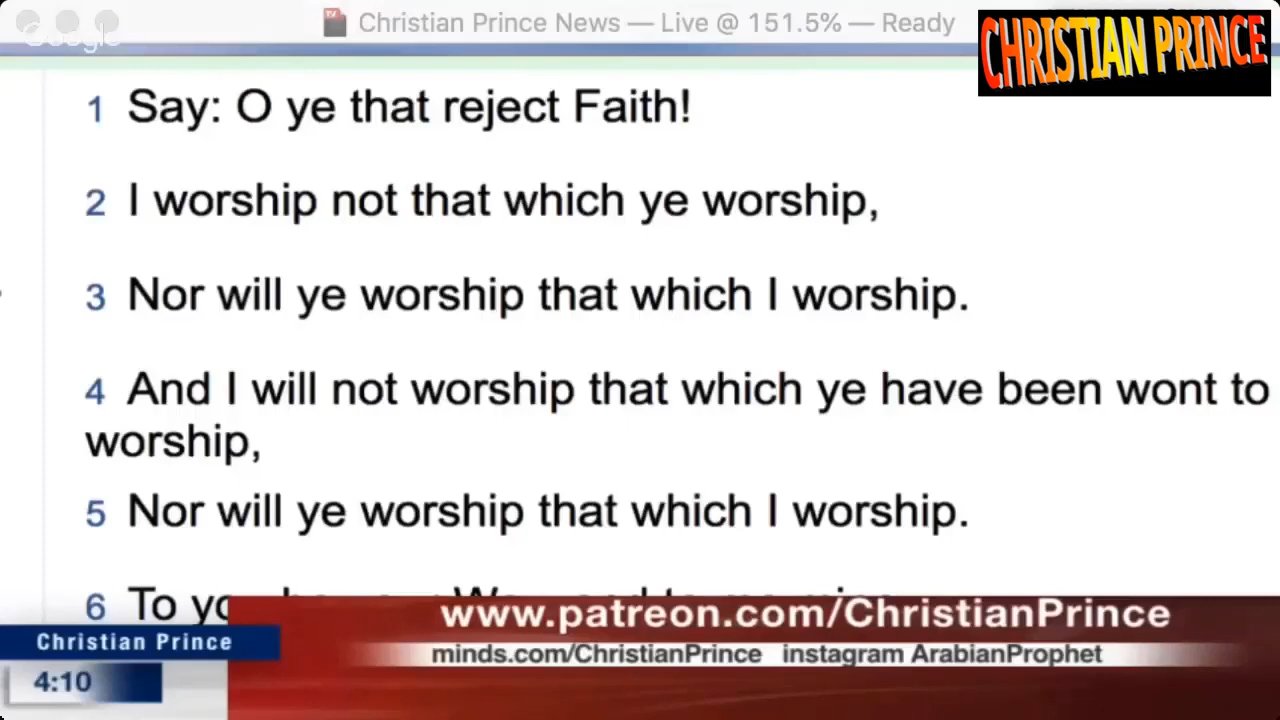 Christian Prince News — Live @ 151.5% — Ready
Google
CHRISTIAN PRINCE
1 Say: O ye that reject Faith!
2 I worship not that which ye worship,
3 Nor will ye worship that which I worship.
4 And I will not worship that which ye have been wont to
worship,
5 Nor will ye worship that which I worship.
6 To
www.patreon.com/ChristianPrince
Christian Prince
minds.com/ChristianPrince instagram ArabianProphet
4:10